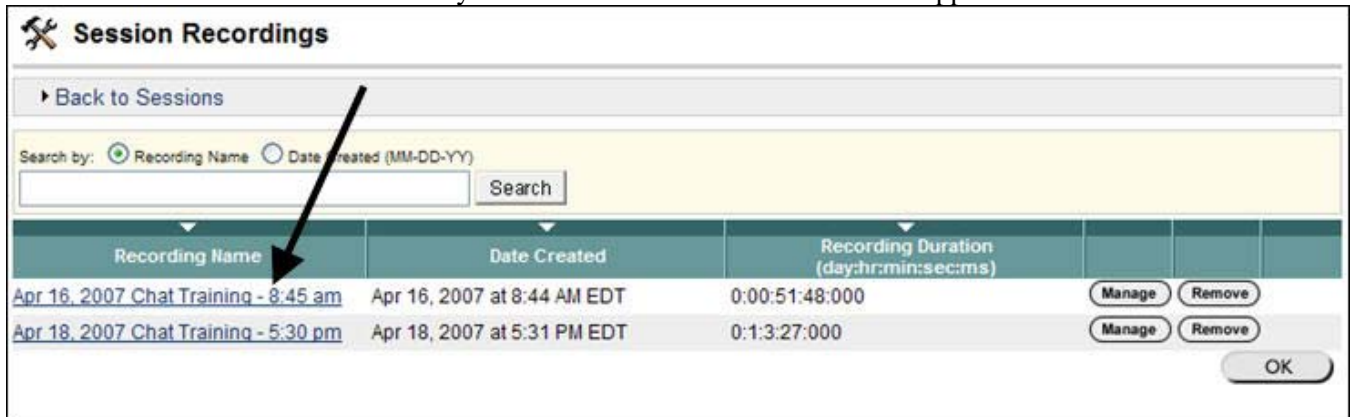 Session Recordings
Back to Sessions
Search by: Recording Name Date Created (MM-DD-YY)
Search
Recording Name Date Created Recording Duration
(day:hr:min:sec:ms)
Apr 16, 2007 Chat Training - 8:45 am Apr 16, 2007 at 8:44 AM EDT 0:00:51:48:000 Manage Remove
Apr 18, 2007 Chat Training - 5:30 pm Apr 18, 2007 at 5:31 PM EDT 0:1:3:27:000 Manage Remove
OK